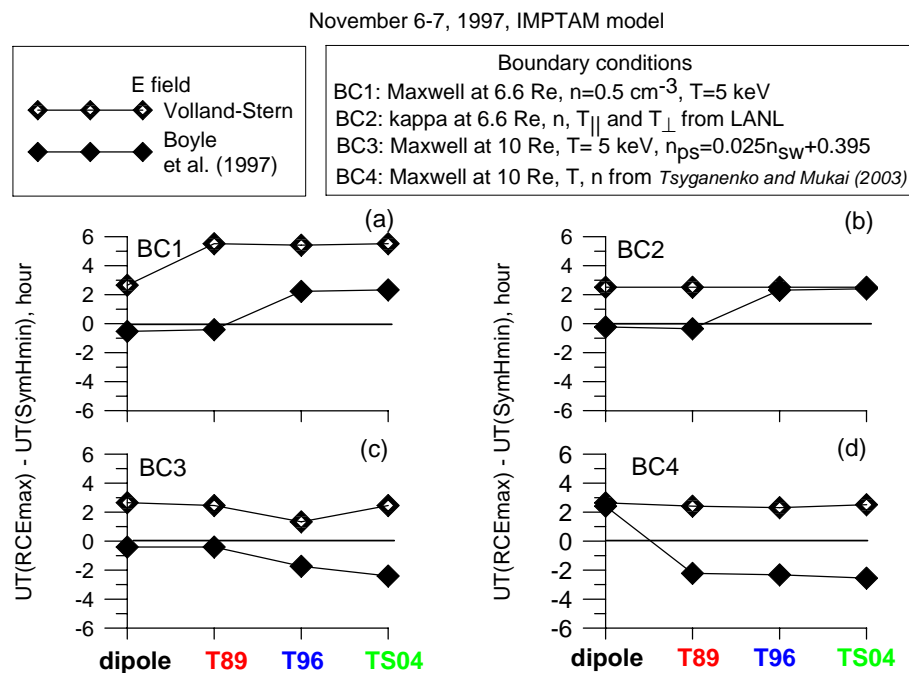 November 6-7, 1997, IMPTAM model
E field
Volland-Stern
Boyle
et al. (1997)
Boundary conditions
BC1: Maxwell at 6.6 Re, n=0.5 cm⁻³, T=5 keV
BC2: kappa at 6.6 Re, n, T|| and T⊥ from LANL
BC3: Maxwell at 10 Re, T= 5 keV, nps=0.025nsw+0.395
BC4: Maxwell at 10 Re, T, n from Tsyganenko and Mukai (2003)
UT(RCEmax) - UT(SymHmin), hour
(a)
BC1
6
4
2
0
-2
-4
-6
(b)
BC2
6
4
2
0
-2
-4
-6
(c)
BC3
6
4
2
0
-2
-4
-6
dipole T89 T96 TS04
(d)
BC4
6
4
2
0
-2
-4
-6
dipole T89 T96 TS04